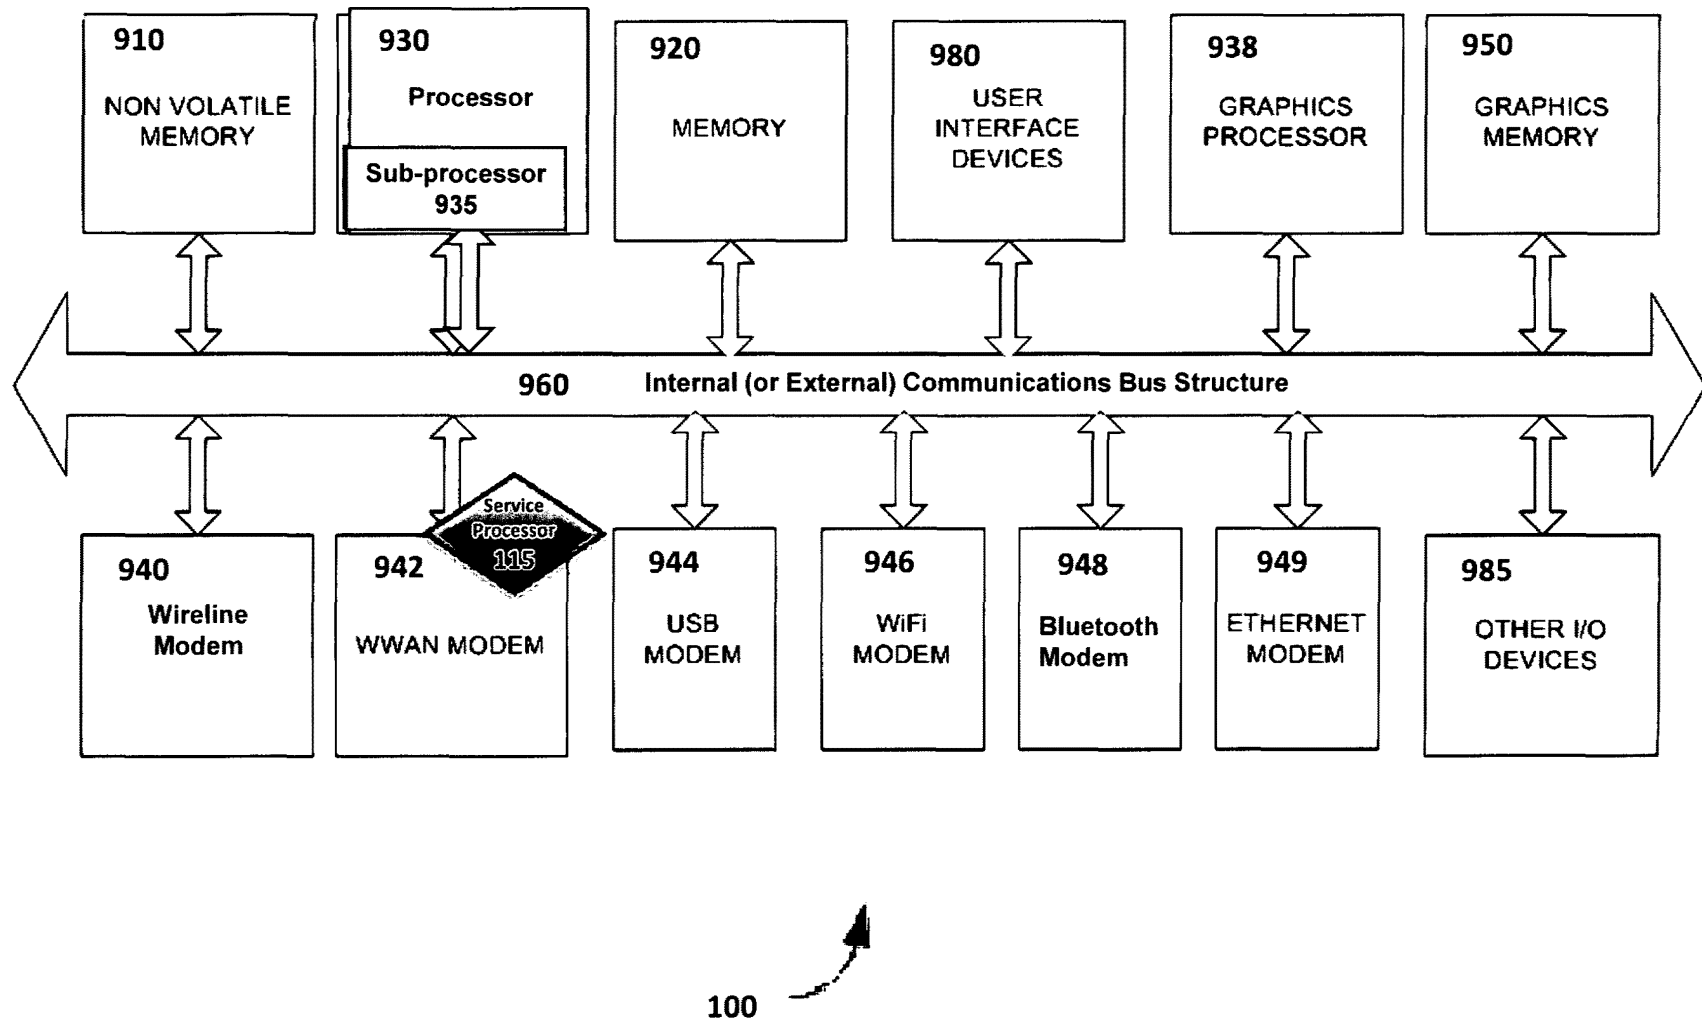 910
NON VOLATILE
MEMORY
930
Processor
Sub-processor
935
920
MEMORY
980
USER
INTERFACE
DEVICES
938
GRAPHICS
PROCESSOR
950
GRAPHICS
MEMORY
960 Internal (or External) Communications Bus Structure
940
Wireline
Modem
942
WWAN MODEM
Service
Processor
115
944
USB
MODEM
946
WiFi
MODEM
948
Bluetooth
Modem
949
ETHERNET
MODEM
985
OTHER I/O
DEVICES
100